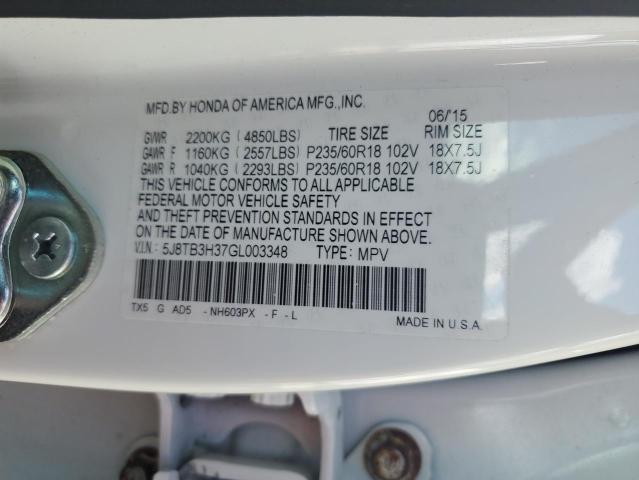 MFD.BY HONDA OF AMERICA MFG.,INC.
06/'15
GVWR 2200KG (4850LBS) TIRE SIZE RIM SIZE
GAWR F 1160KG (2557LBS) P235/60R18 102V 18X7.5J
GAWR R 1040KG (2293LBS) P235/60R18 102V 18X7.5J
THIS VEHICLE CONFORMS TO ALL APPLICABLE
FEDERAL MOTOR VEHICLE SAFETY
AND THEFT PREVENTION STANDARDS IN EFFECT
ON THE DATE OF MANUFACTURE SHOWN ABOVE.
V.I.N: 5J8TB3H37GL003348 TYPE: MPV
TX5 G AD5 - NH603PX - F - L
MADE IN U.S.A.